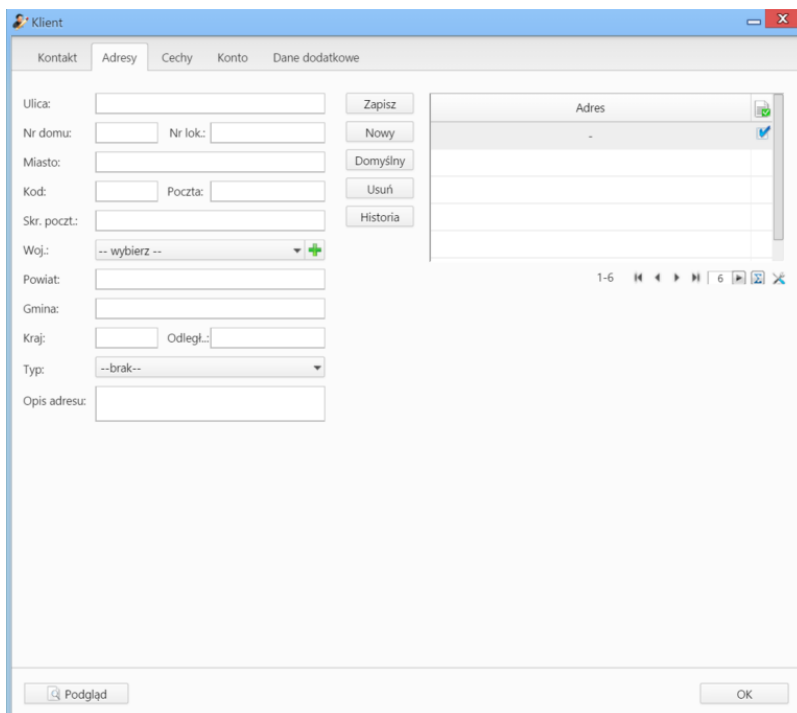 Klient
Kontakt Adresy Cechy Konto Dane dodatkowe
Ulica: Zapisz Adres
Nr domu: Nr lok.: Nowy -
Miasto: Domyślny
Kod: Poczta: Usuń
Skr. poczt.: Historia
Woj.: -- wybierz --
1-6 6 Σ
Powiat:
Gmina:
Kraj: Odległ..:
Typ: --brak--
Opis adresu:
Podgląd OK